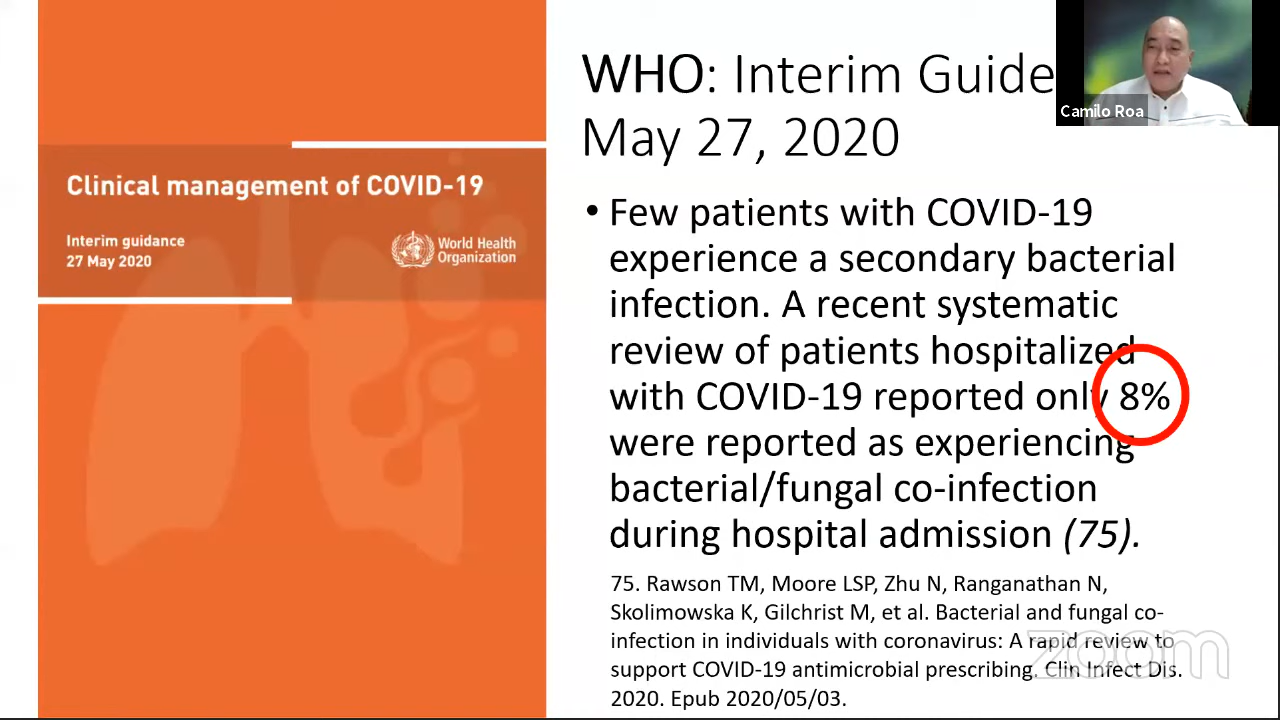 WHO: Interim Guide
May 27, 2020
Camilo Roa
Clinical management of COVID-19
Interim guidance
27 May 2020
World Health
Organization
• Few patients with COVID-19
experience a secondary bacterial
infection. A recent systematic
review of patients hospitalized
with COVID-19 reported only 8%
were reported as experiencing
bacterial/fungal co-infection
during hospital admission (75).
75. Rawson TM, Moore LSP, Zhu N, Ranganathan N,
Skolimowska K, Gilchrist M, et al. Bacterial and fungal co-
infection in individuals with coronavirus: A rapid review to
support COVID-19 antimicrobial prescribing. Clin Infect Dis.
2020. Epub 2020/05/03.
zoom